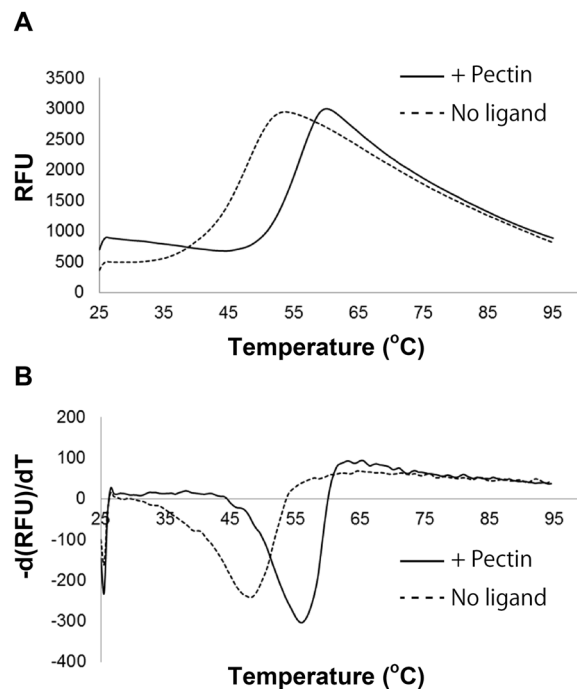 A
3500
3000
2500
2000
1500
1000
500
0
RFU
+ Pectin
No ligand
25 35 45 55 65 75 85 95
Temperature (°C)
B
200
100
0
-100
-200
-300
-400
-d(RFU)/dT
25 35 45 55 65 75 85 95
+ Pectin
No ligand
Temperature (°C)